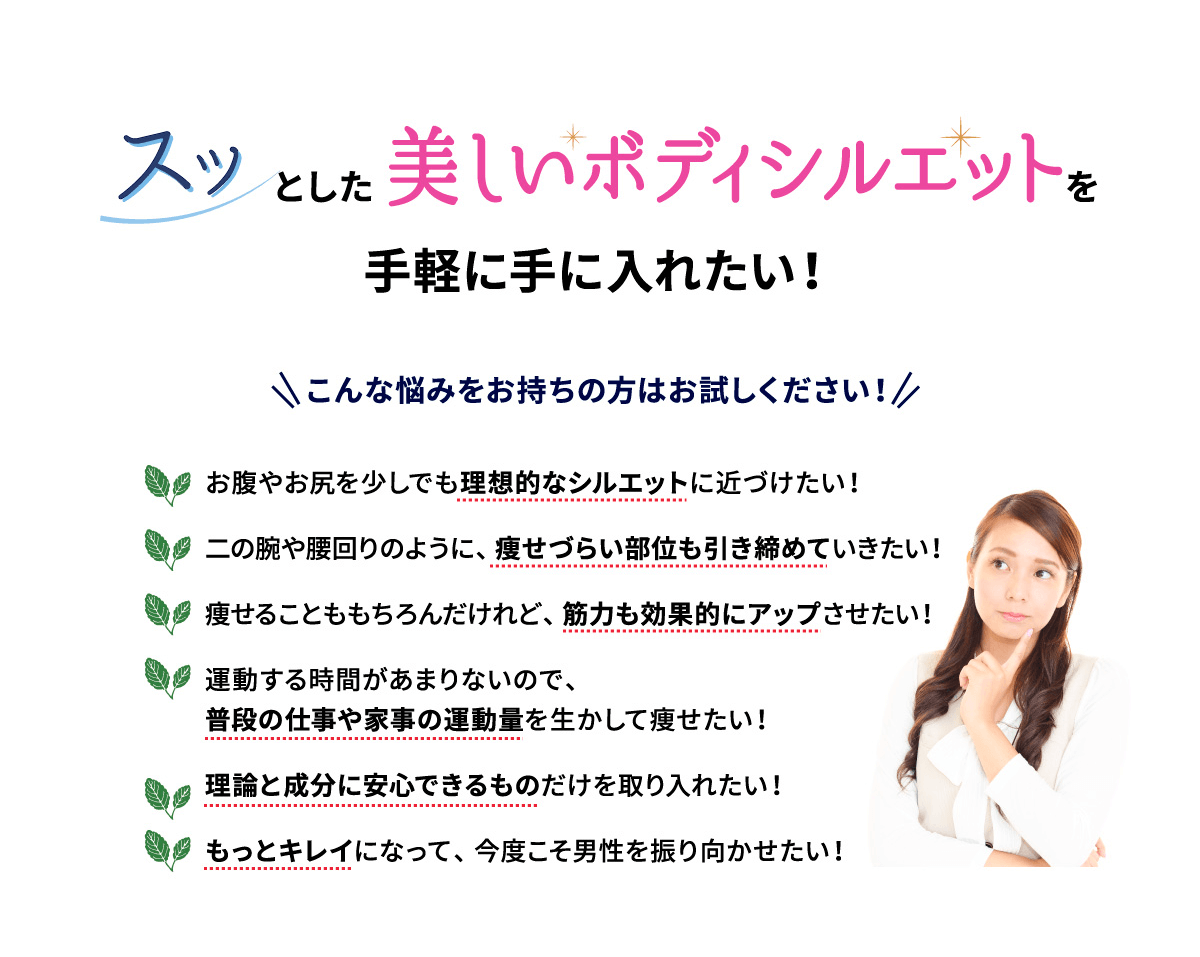 スッとした美しいボディシルエットを
手軽に手に入れたい！
こんな悩みをお持ちの方はお試しください！
お腹やお尻を少しでも理想的なシルエットに近づけたい！
二の腕や腰回りのように、痩せづらい部位も引き締めていきたい！
痩せることももちろんだけれど、筋力も効果的にアップさせたい！
運動する時間があまりないので、
普段の仕事や家事の運動量を生かして痩せたい！
理論と成分に安心できるものだけを取り入れたい！
もっとキレイになって、今度こそ男性を振り向かせたい！